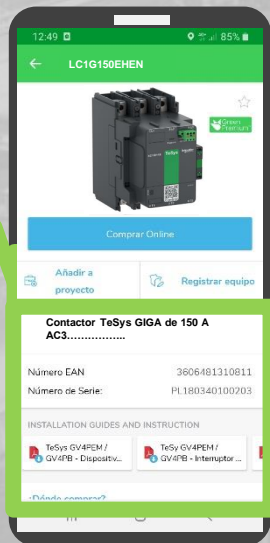 12:49
85%
LC1G150EHEN
Green
Premium
Comprar Online
Añadir a
proyecto
Registrar equipo
Contactor TeSys GIGA de 150 A
AC3……………..
Número EAN 3606481310811
Número de Serie: PL180340100203
INSTALLATION GUIDES AND INSTRUCTION
TeSys GV4PEM /
GV4PB - Dispositiv...
TeSy GV4PEM /
GV4PB - Interruptor ...
¿Dónde comprar?